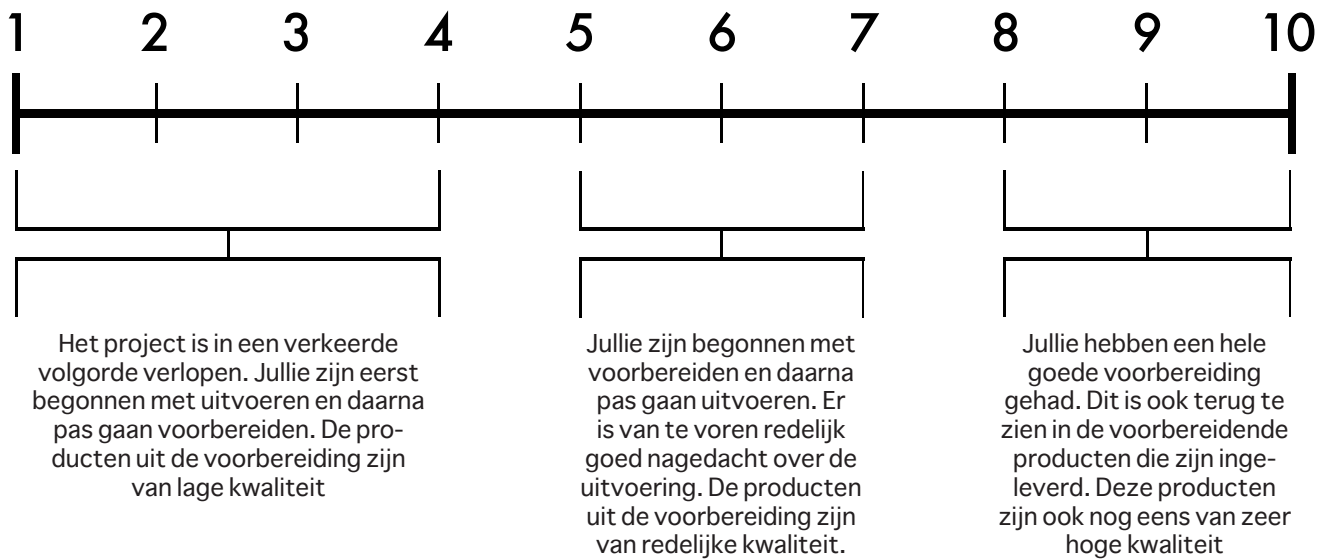 1 2 3 4 5 6 7 8 9 10
Het project is in een verkeerde
volgorde verlopen. Jullie zijn eerst
begonnen met uitvoeren en daarna
pas gaan voorbereiden. De pro-
ducten uit de voorbereiding zijn
van lage kwaliteit
Jullie zijn begonnen met
voorbereiden en daarna
pas gaan uitvoeren. Er
is van te voren redelijk
goed nagedacht over de
uitvoering. De producten
uit de voorbereiding zijn
van redelijke kwaliteit.
Jullie hebben een hele
goede voorbereiding
gehad. Dit is ook terug te
zien in de voorbereidende
producten die zijn inge-
leverd. Deze producten
zijn ook nog eens van zeer
hoge kwaliteit